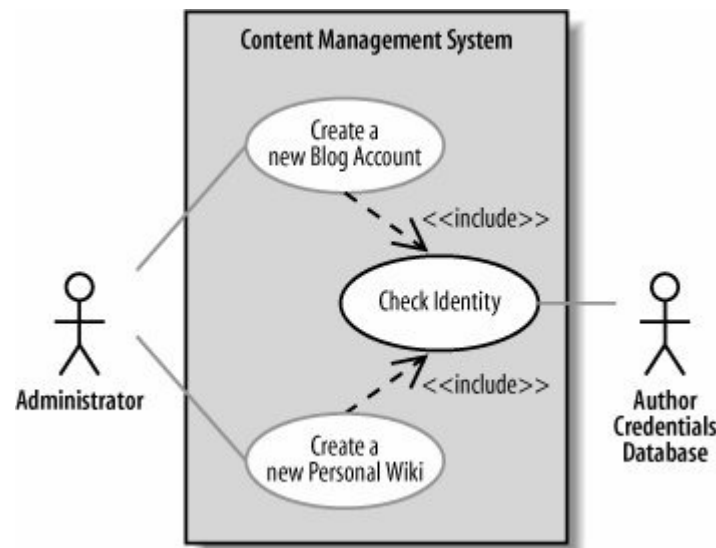 Content Management System
Create a
new Blog Account
<<include>>
Check Identity
<<include>>
Administrator
Author
Credentials
Database
Create a
new Personal Wiki